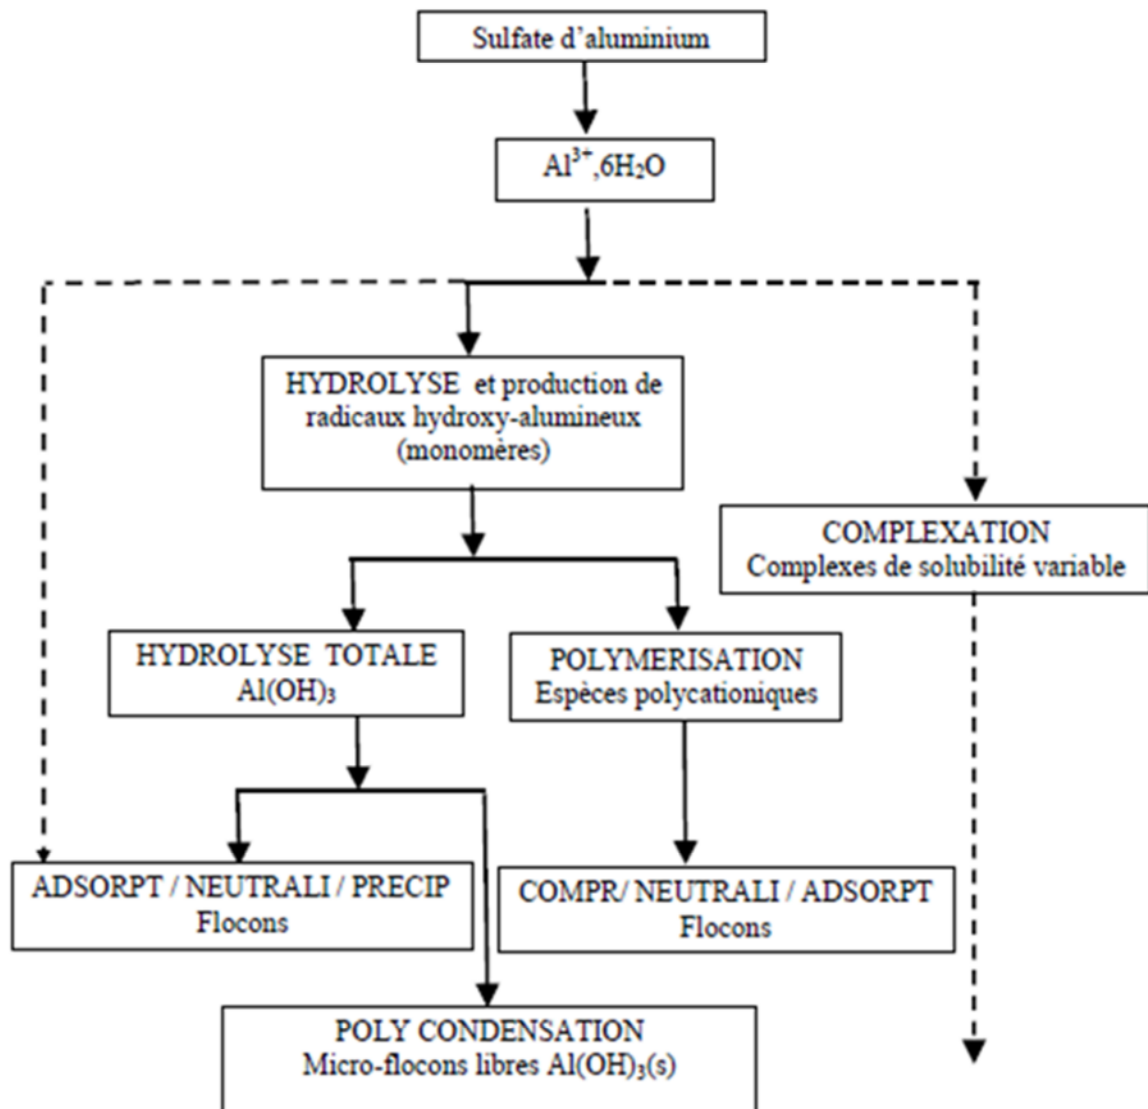 Sulfate d'aluminium
Al³⁺,6H₂O
HYDROLYSE et production de
radicaux hydroxy-alumineux
(monomères)
COMPLEXATION
Complexes de solubilité variable
HYDROLYSE TOTALE
Al(OH)₃
POLYMERISATION
Espèces polycationiques
ADSORPT / NEUTRALI / PRECIP
Flocons
COMPR/ NEUTRALI / ADSORPT
Flocons
POLY CONDENSATION
Micro-flocons libres Al(OH)₃(s)